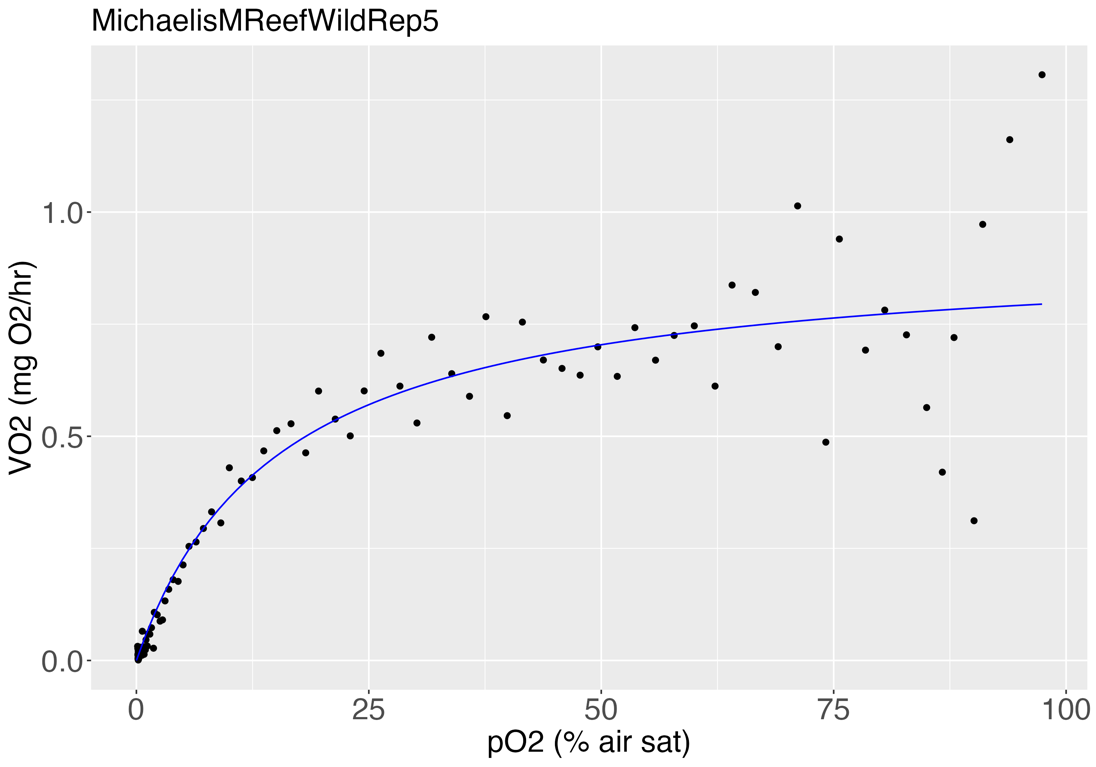 MichaelisMReefWildRep5
VO2 (mg O2/hr)
1.0
0.5
0.0
0 25 50 75 100
pO2 (% air sat)